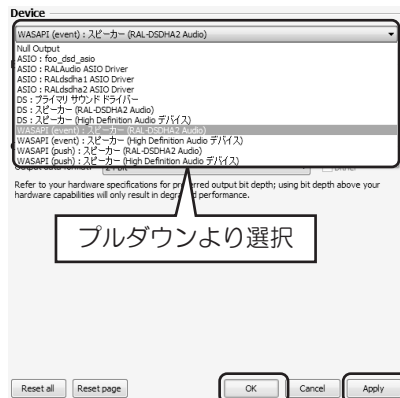 Device
WASAPI (event) : スピーカー (RAL-DSDHA2 Audio)
Null Output
ASIO : foo_dsd_asio
ASIO : RALAudio ASIO Driver
ASIO : RALdsdha1 ASIO Driver
ASIO : RALdsdha2 ASIO Driver
DS : プライマリ サウンド ドライバー
DS : スピーカー (RAL-DSDHA2 Audio)
DS : スピーカー (High Definition Audio デバイス)
WASAPI (event) : スピーカー (RAL-DSDHA2 Audio)
WASAPI (event) : スピーカー (High Definition Audio デバイス)
WASAPI (push) : スピーカー (RAL-DSDHA2 Audio)
WASAPI (push) : スピーカー (High Definition Audio デバイス)
Refer to your hardware specifications for preferred output bit depth; using bit depth above your
hardware capabilities will only result in degraded performance.
プルダウンより選択
Reset all Reset page OK Cancel Apply